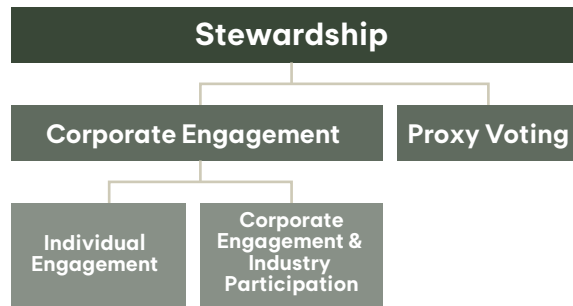 Stewardship
Corporate Engagement
Proxy Voting
Individual
Engagement
Corporate
Engagement &
Industry
Participation